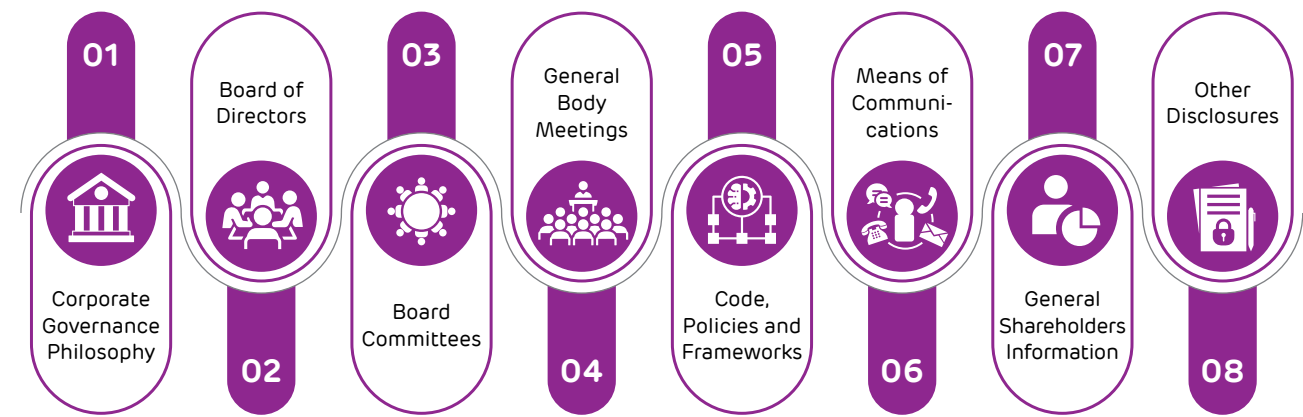 01
Corporate
Governance
Philosophy
Board of
Directors
02
03
Board
Committees
General
Body
Meetings
04
05
Code,
Policies and
Frameworks
Means of
Communi-
cations
06
07
General
Shareholders
Information
Other
Disclosures
08